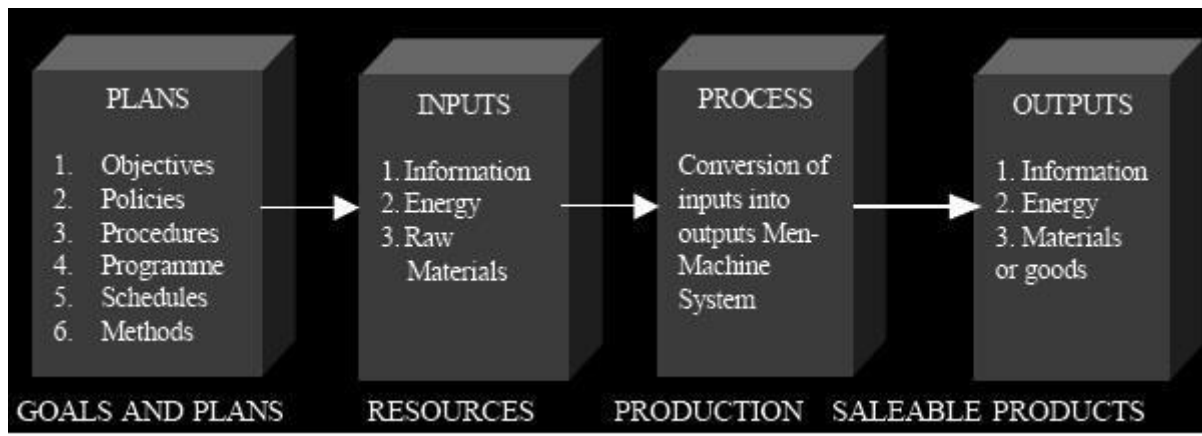 PLANS
1. Objectives
2. Policies
3. Procedures
4. Programme
5. Schedules
6. Methods
GOALS AND PLANS
INPUTS
1. Information
2. Energy
3. Raw
Materials
RESOURCES
PROCESS
Conversion of
inputs into
outputs Men-
Machine
System
PRODUCTION
OUTPUTS
1. Information
2. Energy
3. Materials
or goods
SALEABLE PRODUCTS